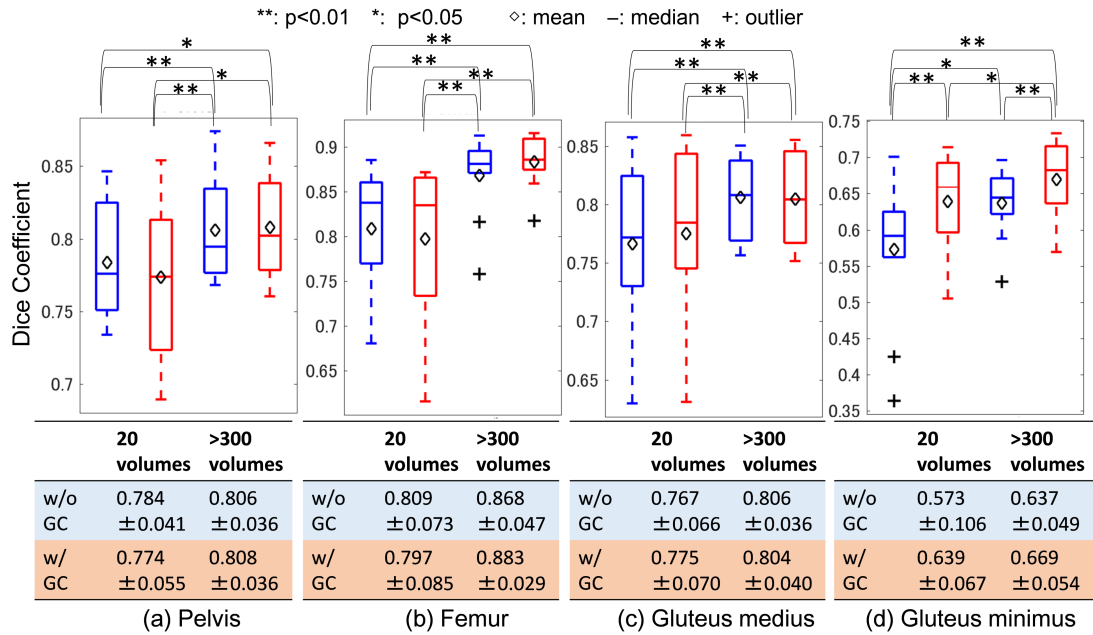 **: p<0.01 *: p<0.05 ◇: mean –: median +: outlier
* ** * **
** ** ** **
** ** ** **
** * ** * **
Dice Coefficient
0.85
0.8
0.75
0.7
0.9
0.85
0.8
0.75
0.7
0.65
0.85
0.8
0.75
0.7
0.65
0.75
0.7
0.65
0.6
0.55
0.5
0.45
0.4
0.35
20 volumes >300 volumes
w/o GC 0.784 ±0.041 0.806 ±0.036
w/ GC 0.774 ±0.055 0.808 ±0.036
(a) Pelvis
20 volumes >300 volumes
w/o GC 0.809 ±0.073 0.868 ±0.047
w/ GC 0.797 ±0.085 0.883 ±0.029
(b) Femur
20 volumes >300 volumes
w/o GC 0.767 ±0.066 0.806 ±0.036
w/ GC 0.775 ±0.070 0.804 ±0.040
(c) Gluteus medius
20 volumes >300 volumes
w/o GC 0.573 ±0.106 0.637 ±0.049
w/ GC 0.639 ±0.067 0.669 ±0.054
(d) Gluteus minimus